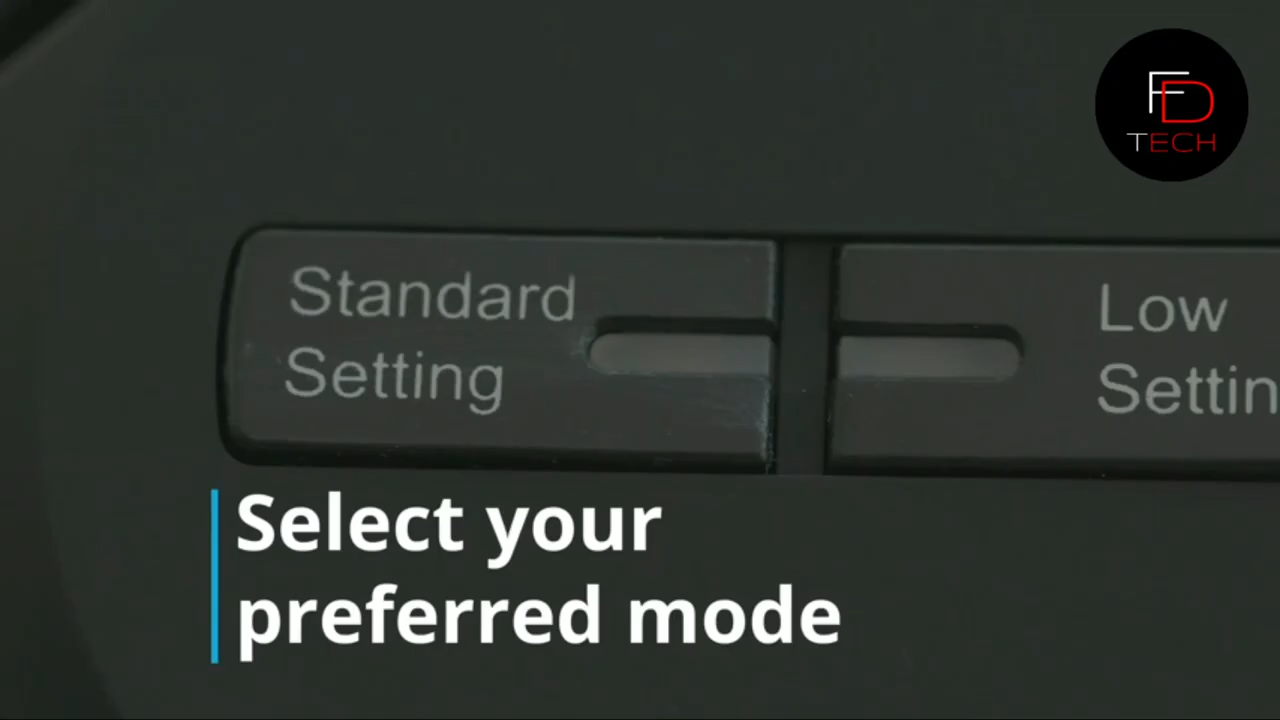 FD
TECH
Standard
Setting
Low
Settin
Select your
preferred mode